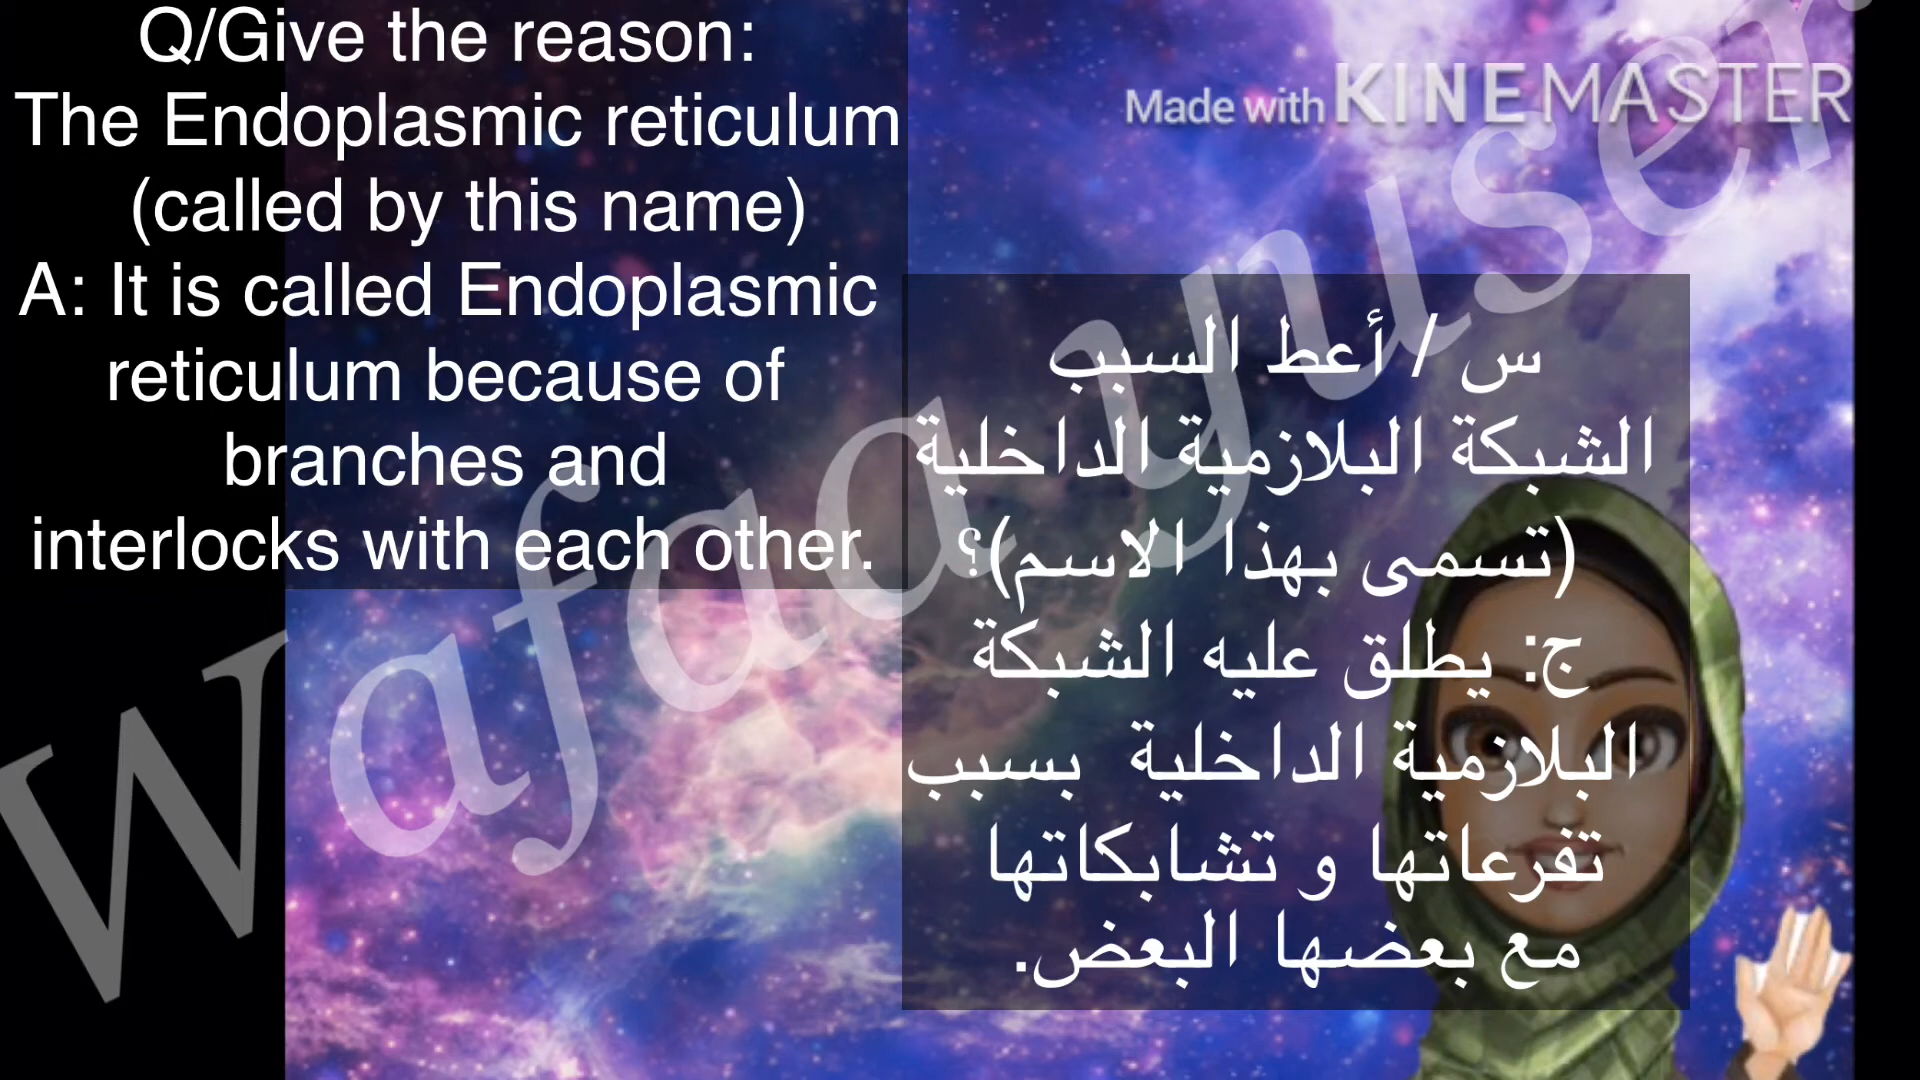 Q/Give the reason:
The Endoplasmic reticulum
(called by this name)
A: It is called Endoplasmic
reticulum because of
branches and
interlocks with each other.
Made with KINEMASTER
س / أعط السبب
الشبكة البلازمية الداخلية
(تسمى بهذا الاسم)؟
ج: يطلق عليه الشبكة
البلازمية الداخلية بسبب
تفرعاتها و تشابكاتها
مع بعضها البعض.
Wafaa yuser